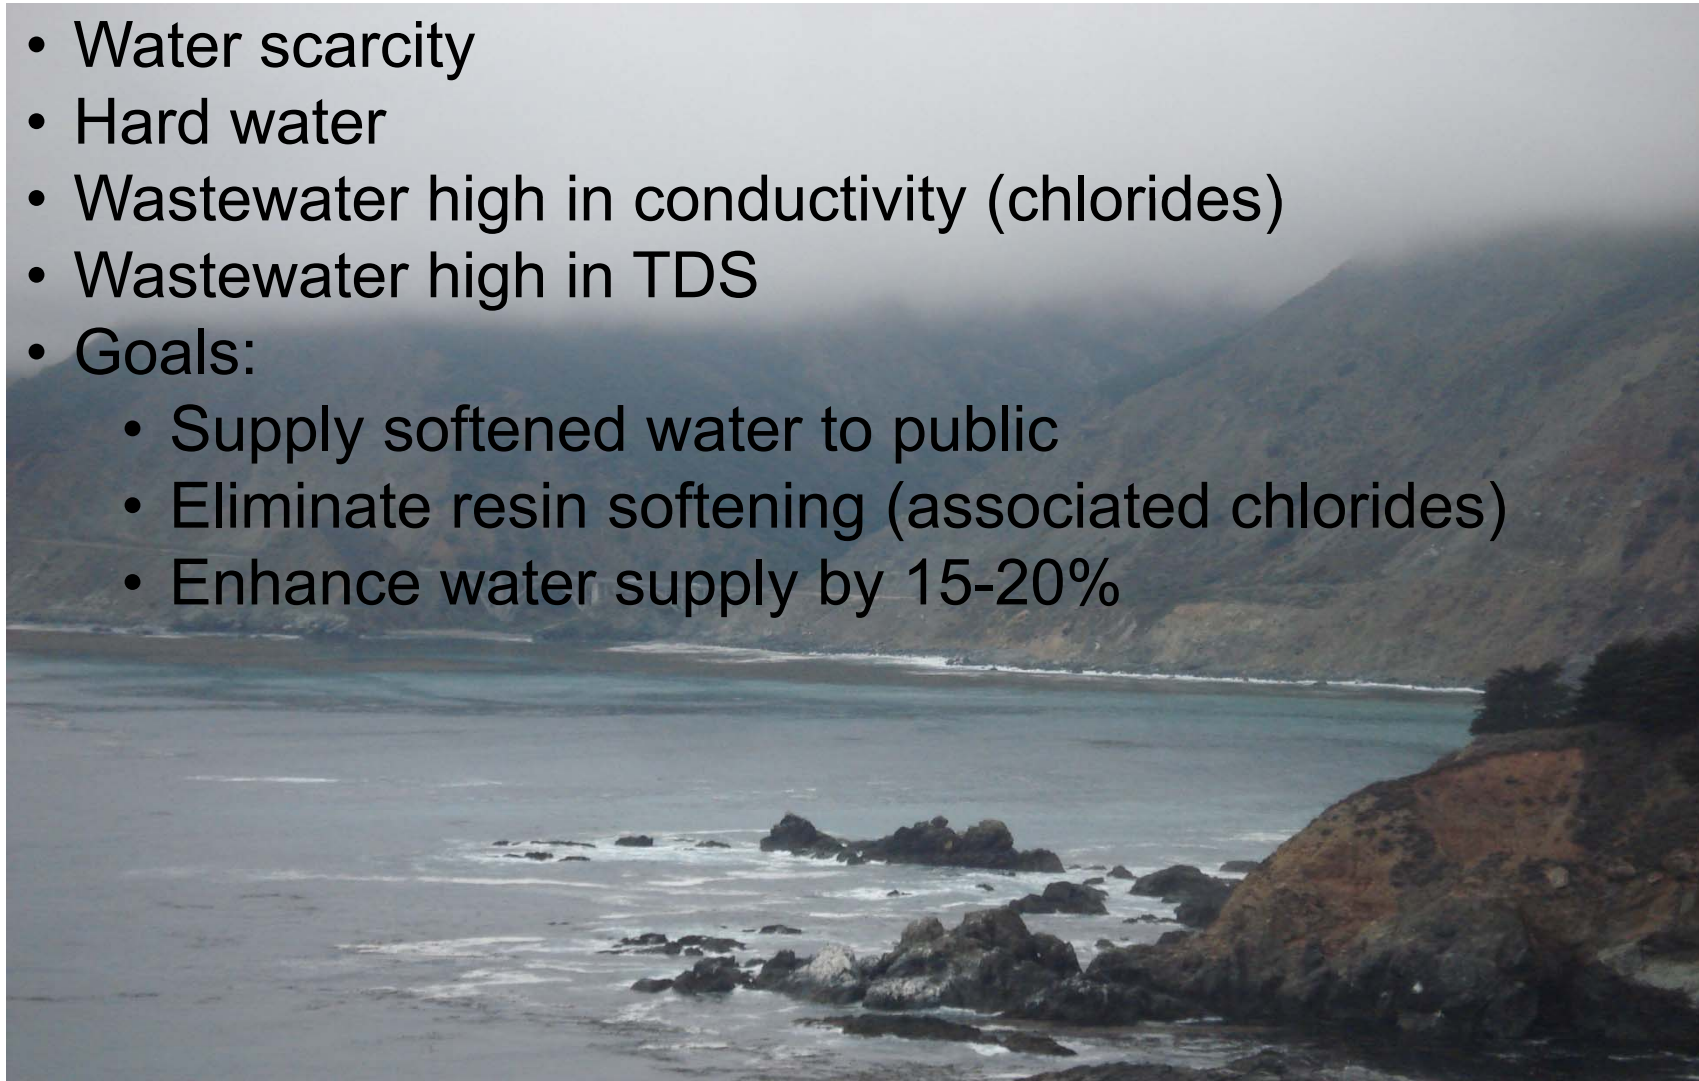 • Water scarcity
• Hard water
• Wastewater high in conductivity (chlorides)
• Wastewater high in TDS
• Goals:
• Supply softened water to public
• Eliminate resin softening (associated chlorides)
• Enhance water supply by 15-20%